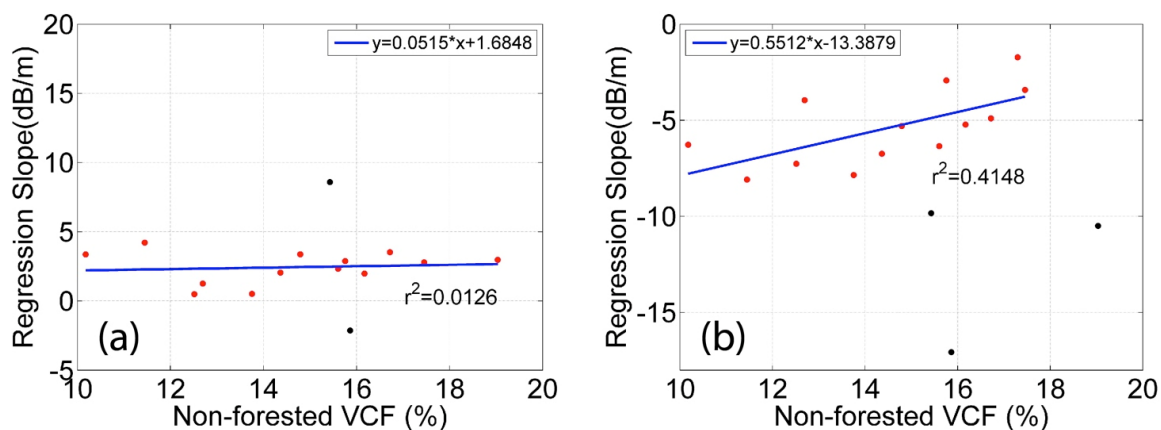 20
15
10
5
0
-5
Regression Slope(dB/m)
y=0.0515*x+1.6848
r²=0.0126
(a)
10 12 14 16 18 20
Non-forested VCF (%)
0
-5
-10
-15
Regression Slope(dB/m)
y=0.5512*x-13.3879
r²=0.4148
(b)
10 12 14 16 18 20
Non-forested VCF (%)